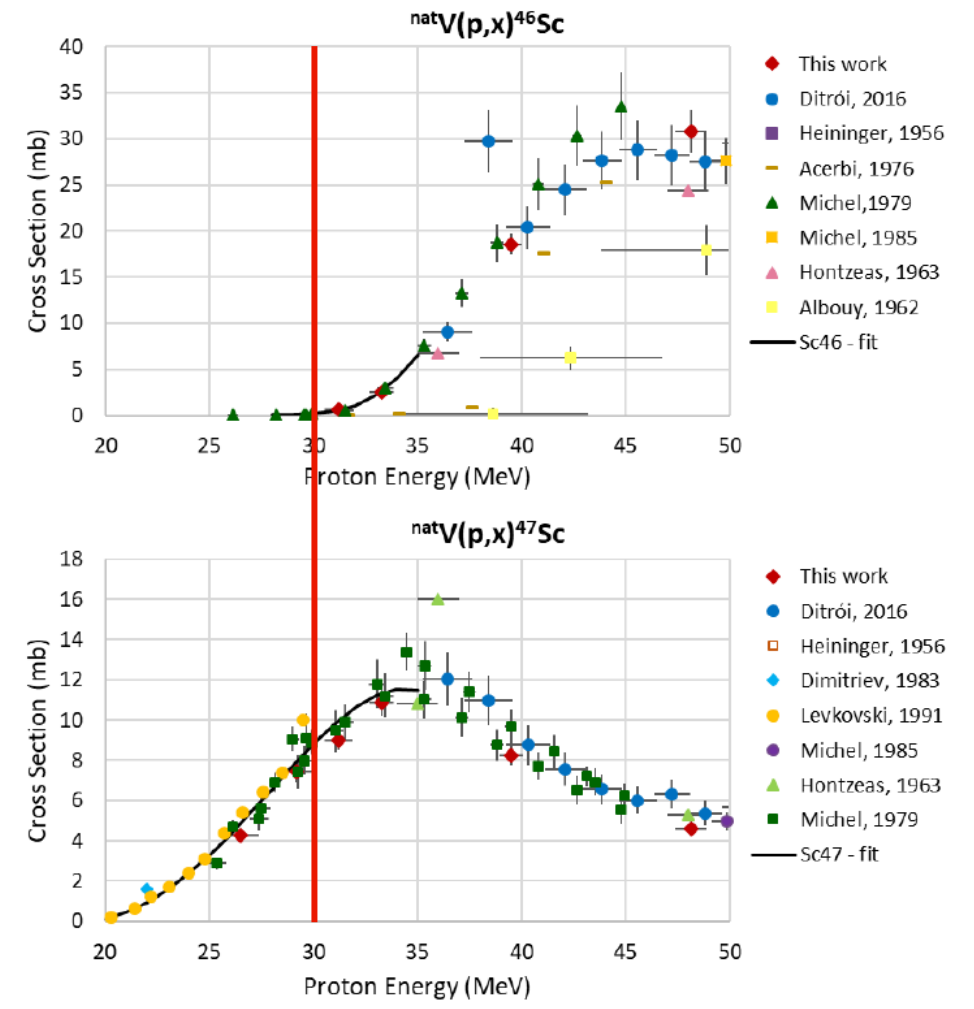 natV(p,x)46Sc
40
35
30
25
20
15
10
5
0
Cross Section (mb)
20 25 30 35 40 45 50
Proton Energy (MeV)
This work
Ditrói, 2016
Heininger, 1956
Acerbi, 1976
Michel,1979
Michel, 1985
Hontzeas, 1963
Albouy, 1962
Sc46 - fit
natV(p,x)47Sc
18
16
14
12
10
8
6
4
2
0
Cross Section (mb)
20 25 30 35 40 45 50
Proton Energy (MeV)
This work
Ditrói, 2016
Heininger, 1956
Dimitriev, 1983
Levkovski, 1991
Michel, 1985
Hontzeas, 1963
Michel, 1979
Sc47 - fit